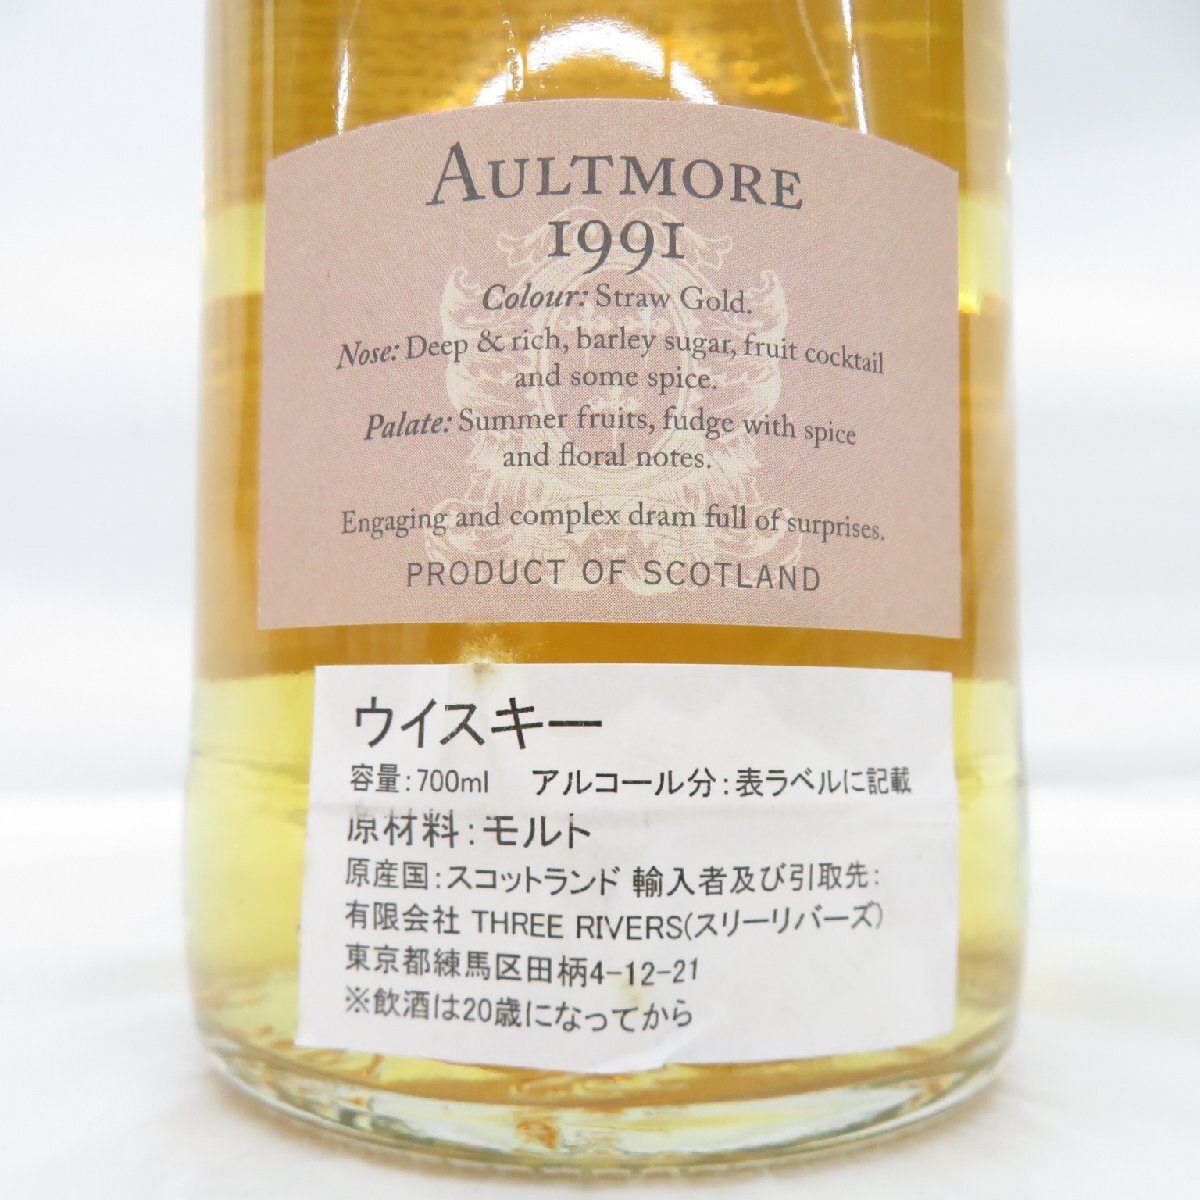 AULTMORE
1991
Colour: Straw Gold.
Nose: Deep & rich, barley sugar, fruit cocktail
and some spice.
Palate: Summer fruits, fudge with spice
and floral notes.
Engaging and complex dram full of surprises.
PRODUCT OF SCOTLAND
ウイスキー
容量:700ml　アルコール分:表ラベルに記載
原材料:モルト
原産国:スコットランド 輸入者及び引取先:
有限会社 THREE RIVERS(スリーリバーズ)
東京都練馬区田柄4-12-21
※飲酒は20歳になってから